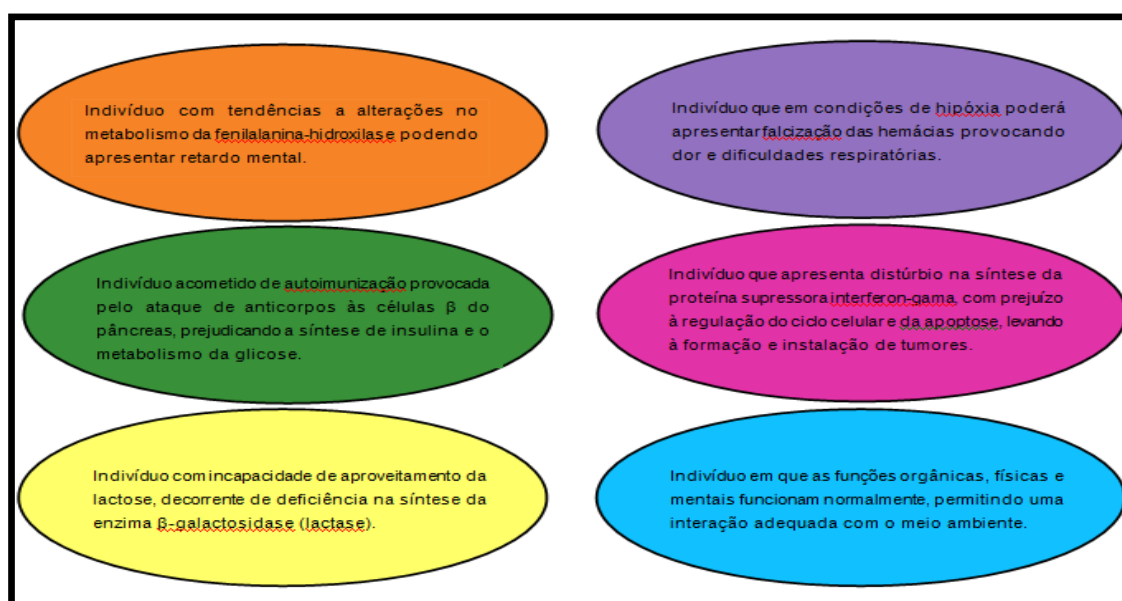 Indivíduo com tendências a alterações no
metabolismo da fenilalanina-hidroxilase podendo
apresentar retardo mental.
Indivíduo que em condições de hipóxia poderá
apresentar falcização das hemácias provocando
dor e dificuldades respiratórias.
Indivíduo acometido de autoimunização provocada
pelo ataque de anticorpos às células β do
pâncreas, prejudicando a síntese de insulina e o
metabolismo da glicose.
Indivíduo que apresenta distúrbio na síntese da
proteína supressora interferon-gama, com prejuízo
à regulação do ciclo celular e da apoptose, levando
à formação e instalação de tumores.
Indivíduo com incapacidade de aproveitamento da
lactose, decorrente de deficiência na síntese da
enzima β-galactosidase (lactase).
Indivíduo em que as funções orgânicas, físicas e
mentais funcionam normalmente, permitindo uma
interação adequada com o meio ambiente.